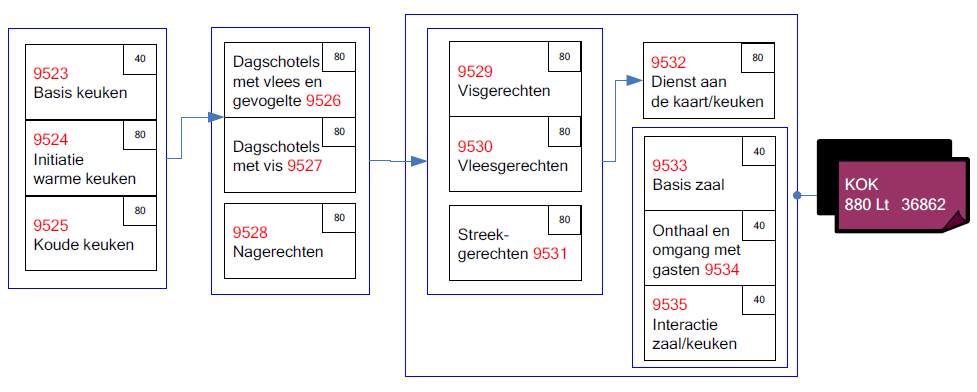 40
9523
Basis keuken
80
9524
Initiatie
warme keuken
80
9525
Koude keuken
80
Dagschotels
met vlees en
gevogelte 9526
80
Dagschotels
met vis 9527
80
9528
Nagerechten
80
9529
Visgerechten
80
9530
Vleesgerechten
80
Streek-
gerechten 9531
80
9532
Dienst aan
de kaart/keuken
40
9533
Basis zaal
40
Onthaal en
omgang met
gasten 9534
40
9535
Interactie
zaal/keuken
KOK
880 Lt 36862